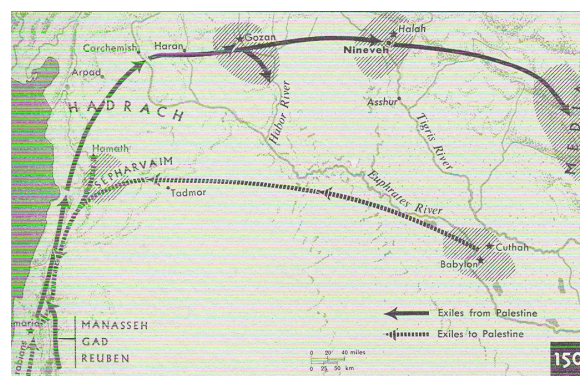 Halah
Gozan
Carchemish
Haran
Nineveh
Arpad
HADRACH
Habor River
Asshur
Tigris River
MED
Hamath
SEPHARVAIM
Tadmor
Euphrates River
Cuthah
Babylon
Exiles from Palestine
MANASSEH
Exiles to Palestine
GAD
REUBEN
0 20 40 miles
0 25 50 km
150